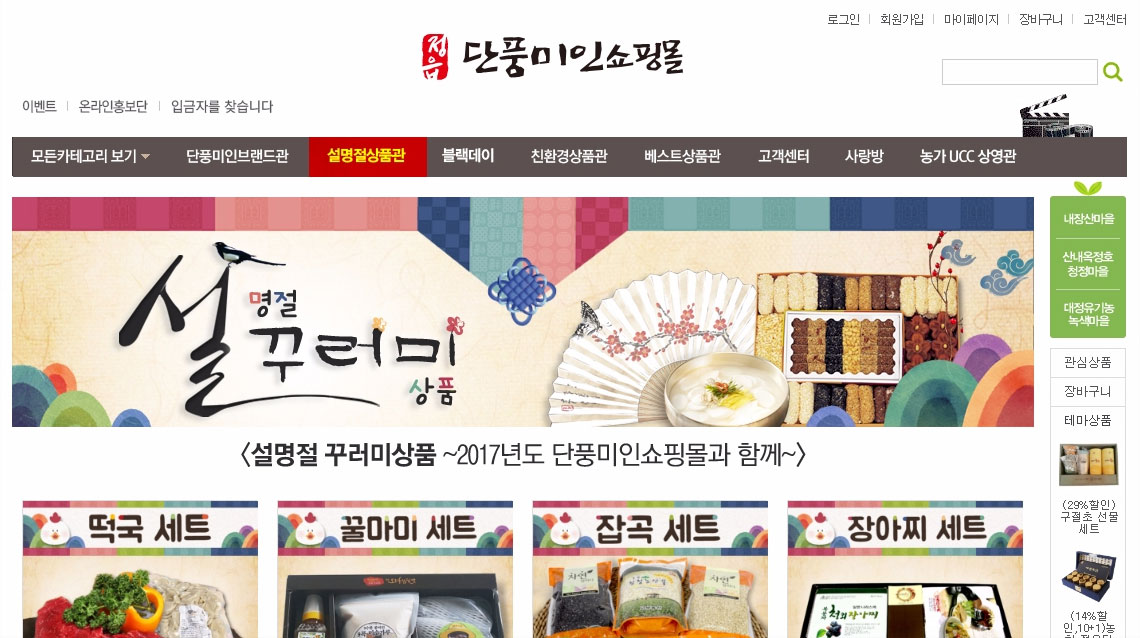 로그인 회원가입 마이페이지 장바구니 고객센터
정읍 단풍미인쇼핑몰
이벤트 온라인홍보단 입금자를 찾습니다
모든카테고리 보기 단풍미인브랜드관 설명절상품관 블랙데이 친환경상품관 베스트상품관 고객센터 사랑방 농가 UCC 상영관
설 명절
꾸러미
상품
내장산마을
산내옥정호
청정마을
대정유기농
녹색마을
관심상품
장바구니
테마상품
(29%할인)
구절초 선물
세트
(14%할
인,10+1)농
〈설명절 꾸러미상품 ~2017년도 단풍미인쇼핑몰과 함께~〉
떡국 세트 꿀마미 세트 잡곡 세트 장아찌 세트
자연